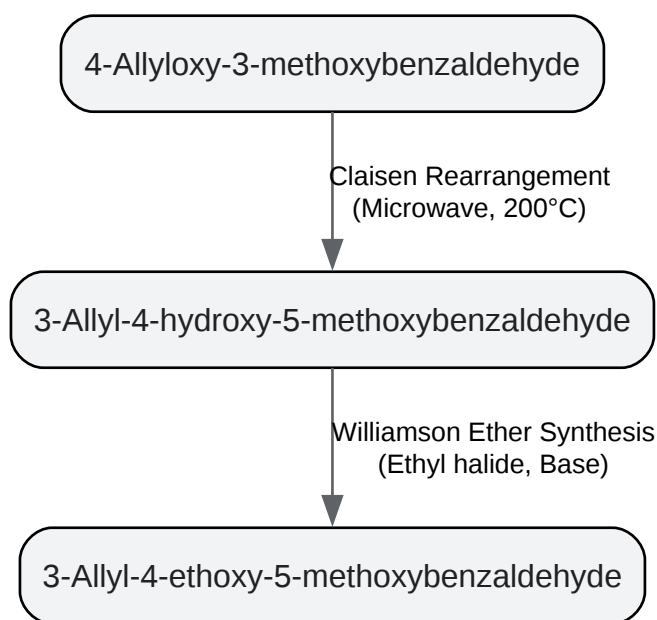 4-Allyloxy-3-methoxybenzaldehyde
Claisen Rearrangement
(Microwave, 200°C)
3-Allyl-4-hydroxy-5-methoxybenzaldehyde
Williamson Ether Synthesis
(Ethyl halide, Base)
3-Allyl-4-ethoxy-5-methoxybenzaldehyde